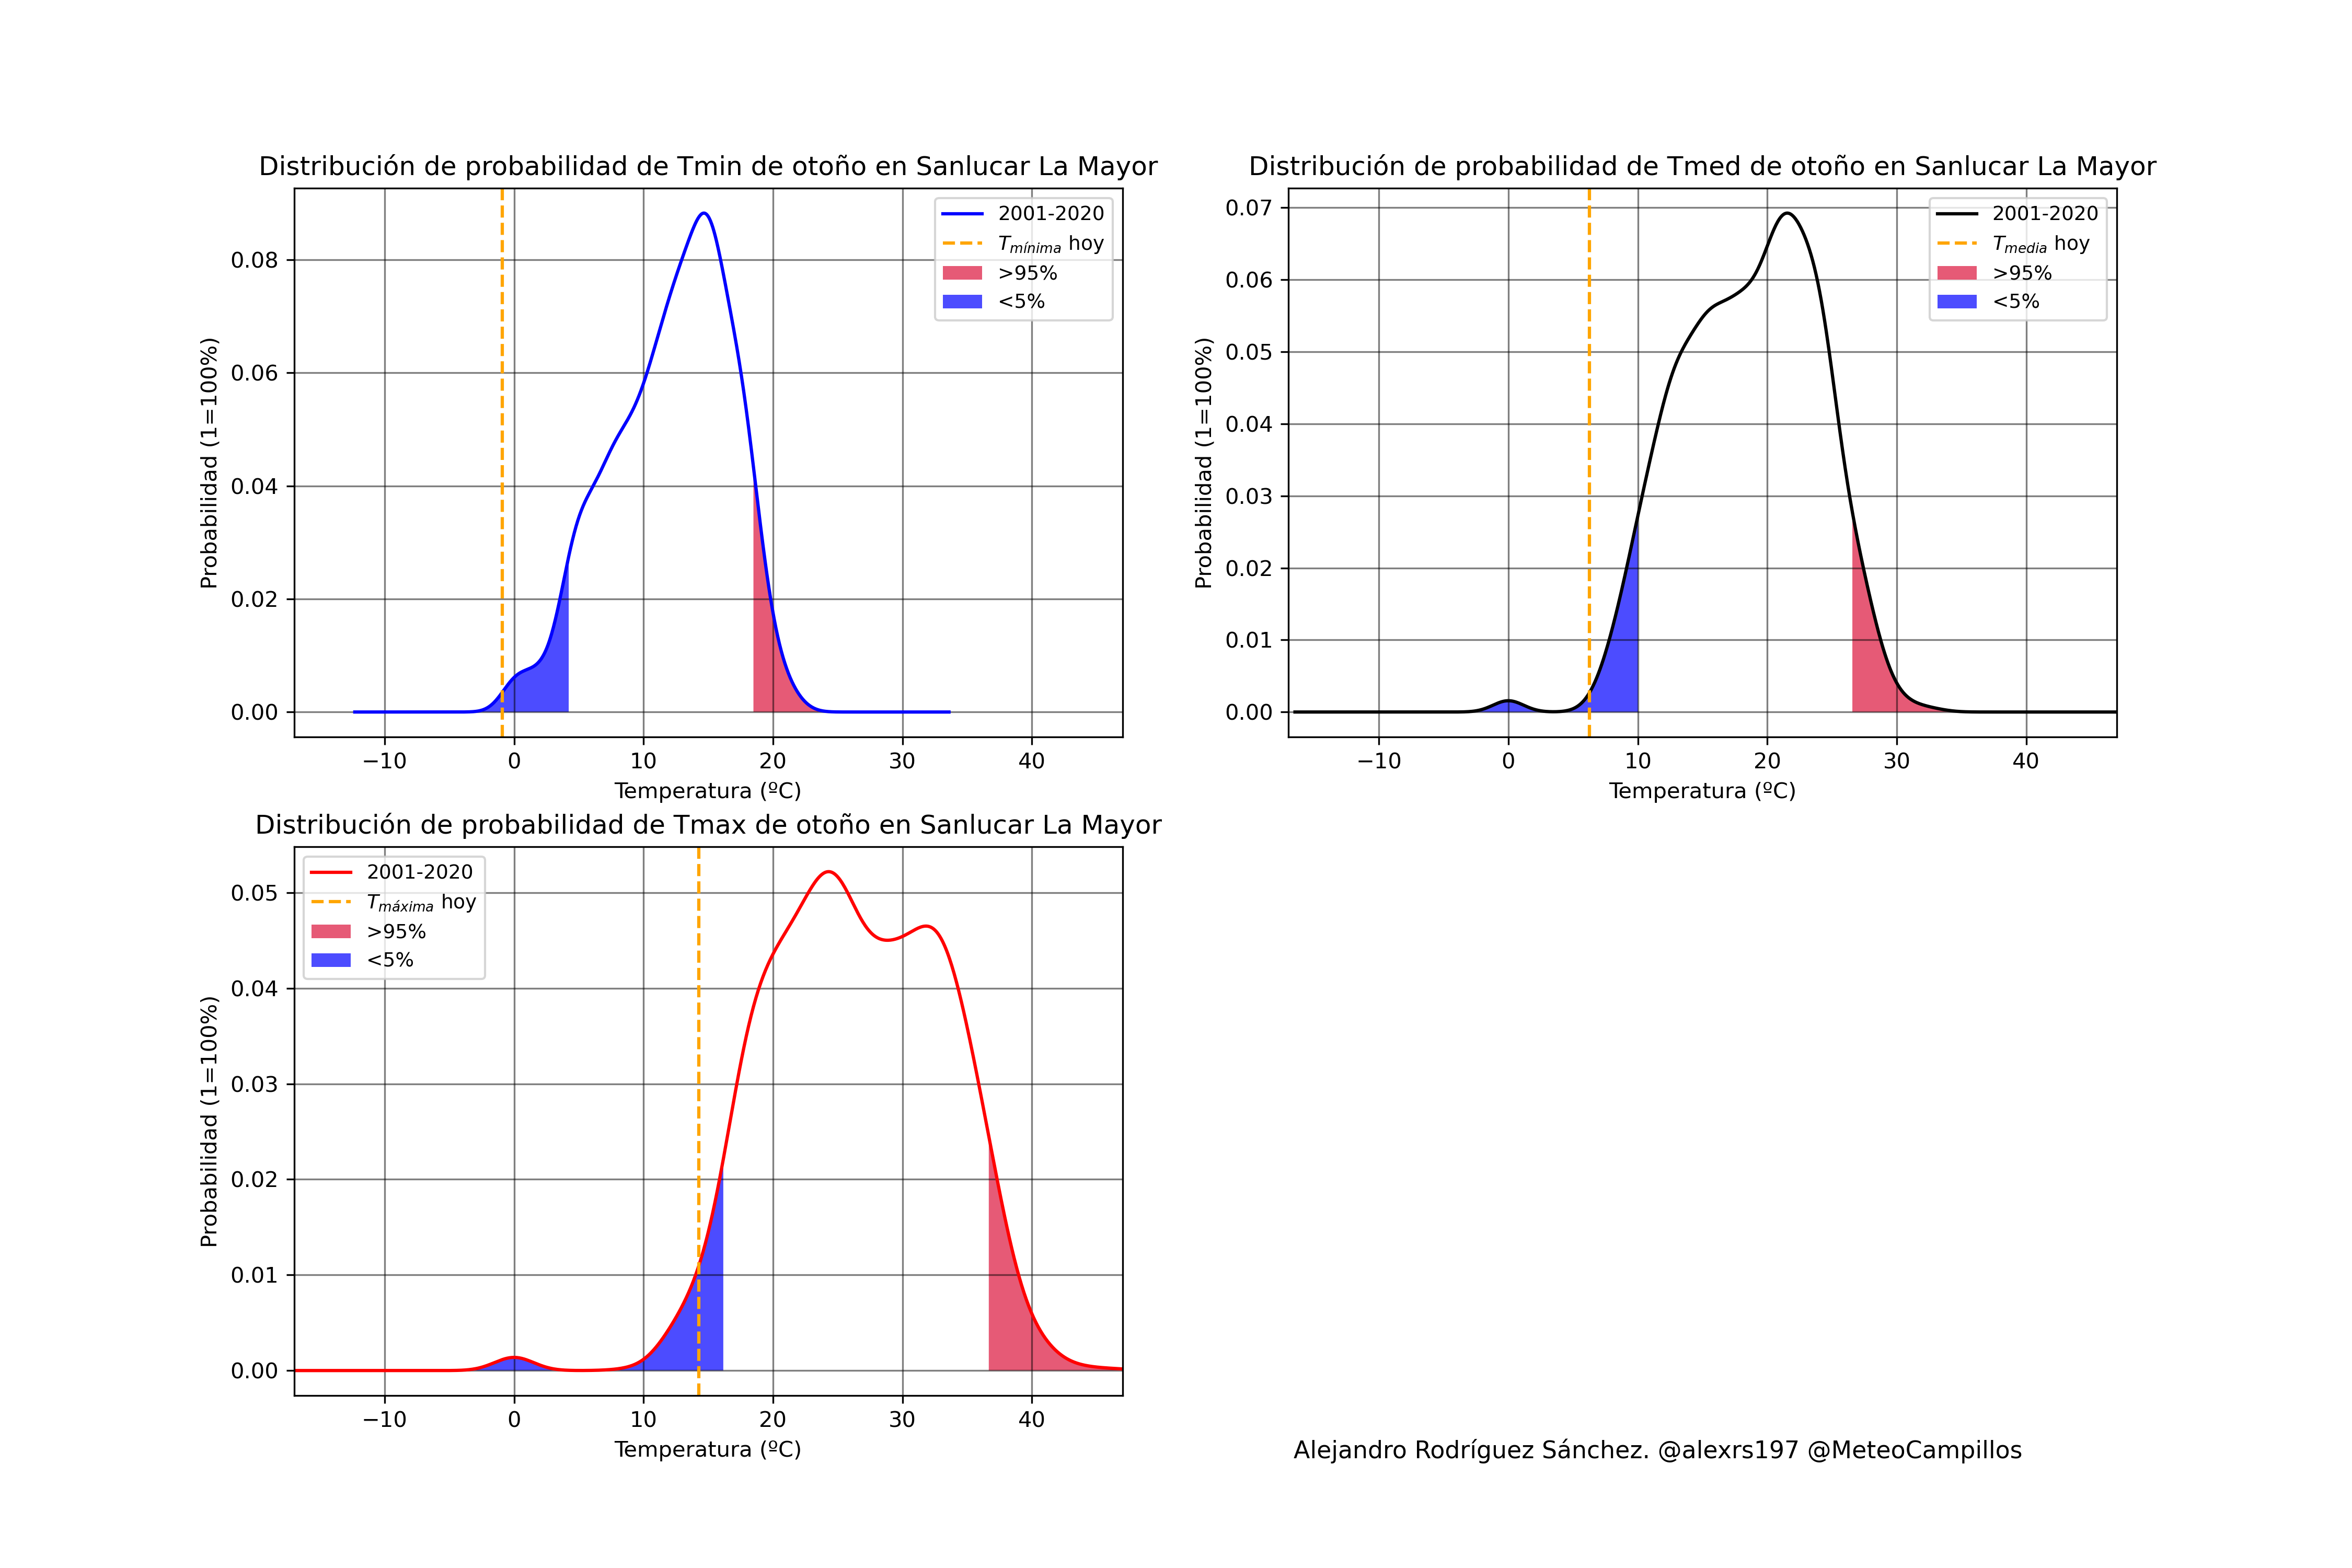 Distribución de probabilidad de Tmin de otoño en Sanlucar La Mayor
Probabilidad (1=100%)
0.08
0.06
0.04
0.02
0.00
2001-2020
Tmínima hoy
>95%
<5%
−10 0 10 20 30 40
Temperatura (ºC)
Distribución de probabilidad de Tmed de otoño en Sanlucar La Mayor
Probabilidad (1=100%)
0.07
0.06
0.05
0.04
0.03
0.02
0.01
0.00
2001-2020
Tmedia hoy
>95%
<5%
−10 0 10 20 30 40
Temperatura (ºC)
Distribución de probabilidad de Tmax de otoño en Sanlucar La Mayor
Probabilidad (1=100%)
0.05
0.04
0.03
0.02
0.01
0.00
2001-2020
Tmáxima hoy
>95%
<5%
−10 0 10 20 30 40
Temperatura (ºC)
Alejandro Rodríguez Sánchez. @alexrs197 @MeteoCampillos